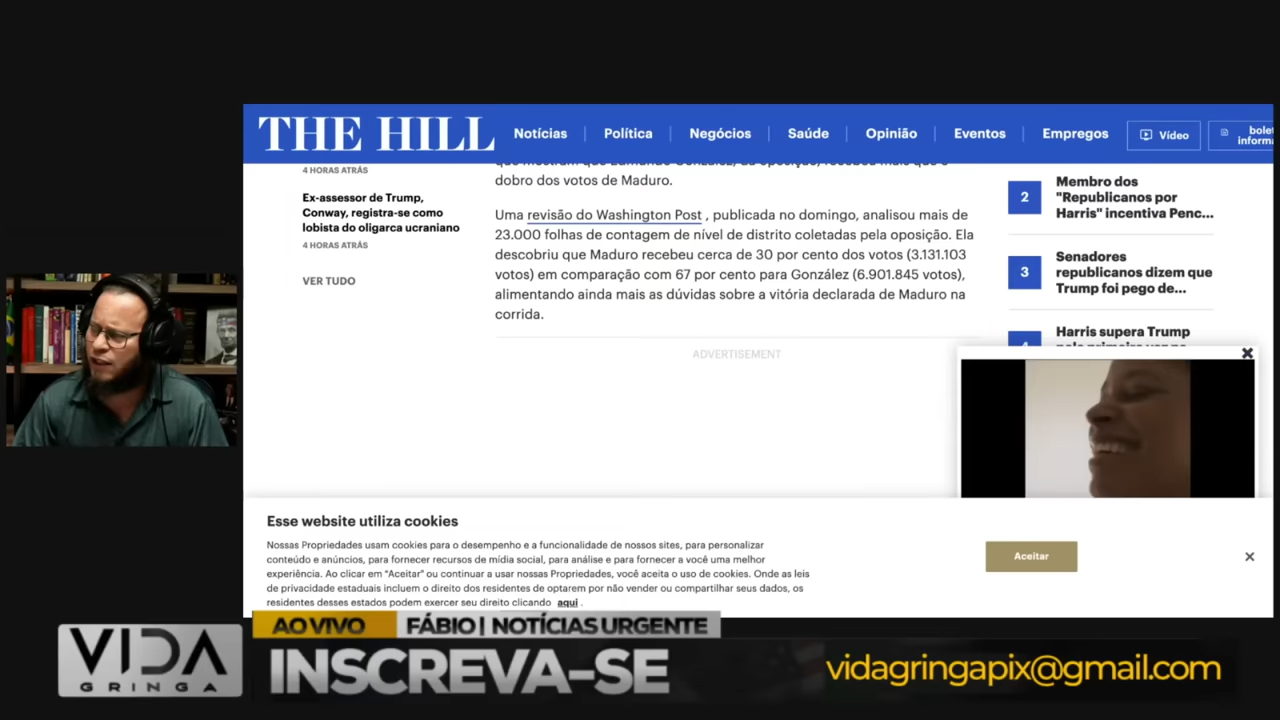 THE HILL
Notícias
Política
Negócios
Saúde
Opinião
Eventos
Empregos
Vídeo
4 HORAS ATRÁS
Ex-assessor de Trump,
Conway, registra-se como
lobista do oligarca ucraniano
4 HORAS ATRÁS
VER TUDO
dobro dos votos de Maduro.
Uma revisão do Washington Post , publicada no domingo, analisou mais de
23.000 folhas de contagem de nível de distrito coletadas pela oposição. Ela
descobriu que Maduro recebeu cerca de 30 por cento dos votos (3.131.103
votos) em comparação com 67 por cento para González (6.901.845 votos),
alimentando ainda mais as dúvidas sobre a vitória declarada de Maduro na
corrida.
ADVERTISEMENT
2
Membro dos
"Republicanos por
Harris" incentiva Penc...
3
Senadores
republicanos dizem que
Trump foi pego de...
Harris supera Trump
Esse website utiliza cookies
Nossas Propriedades usam cookies para o desempenho e a funcionalidade de nossos sites, para personalizar
conteúdo e anúncios, para fornecer recursos de mídia social, para análise e para fornecer a você uma melhor
experiência. Ao clicar em "Aceitar" ou continuar a usar nossas Propriedades, você aceita o uso de cookies. Onde as leis
de privacidade estaduais incluem o direito dos residentes de optarem por não vender ou compartilhar seus dados, os
residentes desses estados podem exercer seu direito clicando aqui .
Aceitar
AO VIVO
FÁBIO | NOTÍCIAS URGENTE
VIDA
GRINGA
INSCREVA-SE
vidagringapix@gmail.com